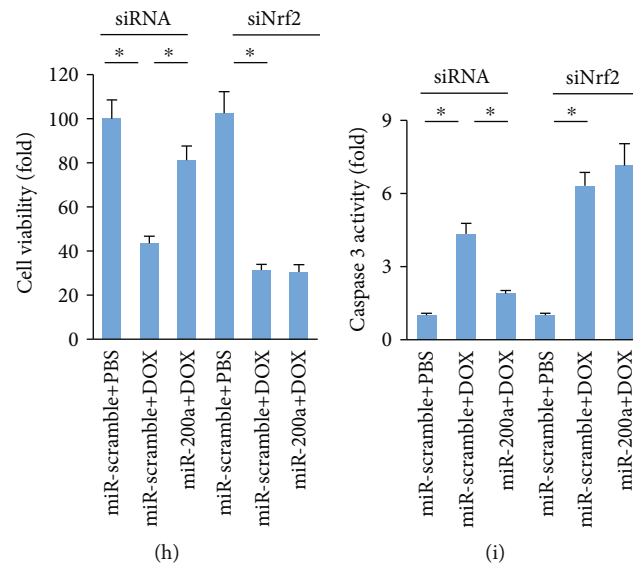 siRNA
siNrf2
*
*
*
120
100
80
60
40
20
0
Cell viability (fold)
miR-scramble+PBS
miR-scramble+DOX
miR-200a+DOX
miR-scramble+PBS
miR-scramble+DOX
miR-200a+DOX
(h)
siRNA
siNrf2
*
*
*
9
6
3
0
Caspase 3 activity (fold)
miR-scramble+PBS
miR-scramble+DOX
miR-200a+DOX
miR-scramble+PBS
miR-scramble+DOX
miR-200a+DOX
(i)